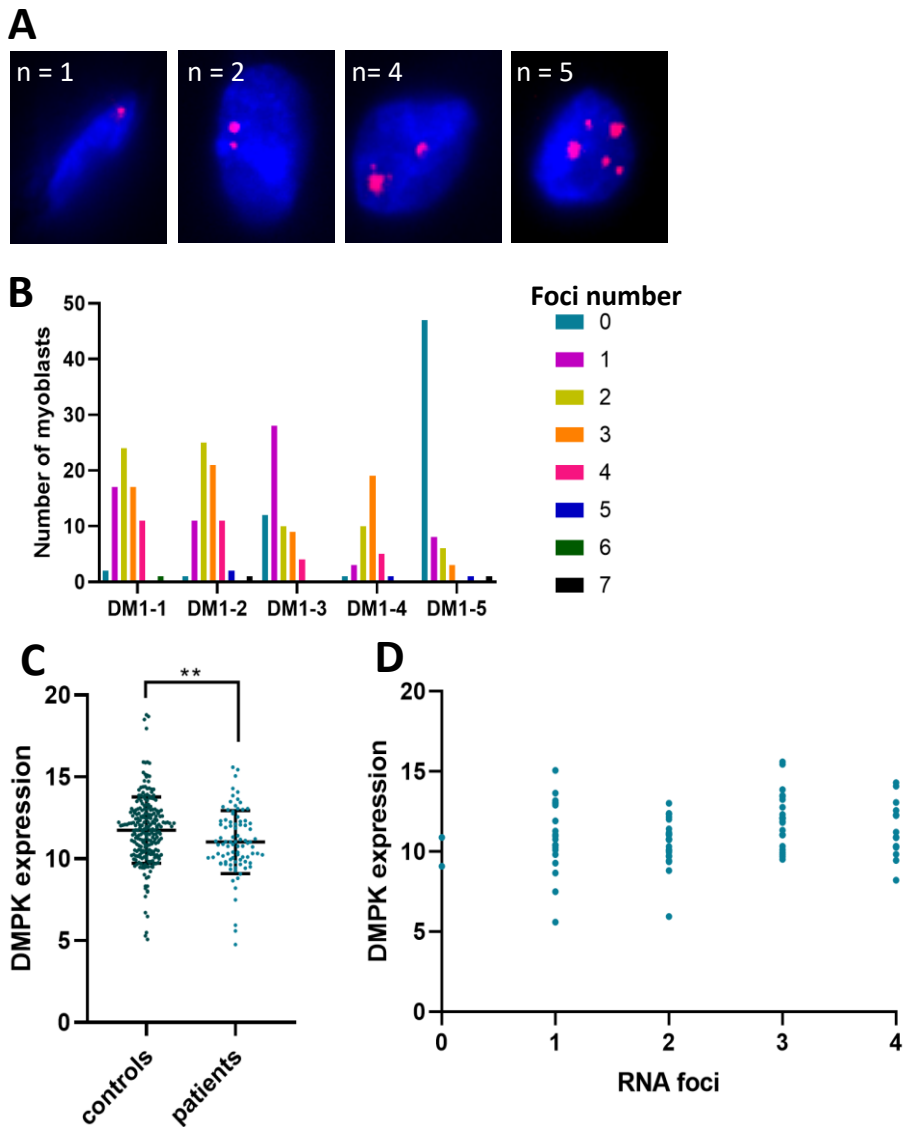 A
n = 1
n = 2
n= 4
n = 5
B
50
40
30
20
10
0
Number of myoblasts
DM1-1
DM1-2
DM1-3
DM1-4
DM1-5
Foci number
0
1
2
3
4
5
6
7
C
**
20
15
10
5
0
DMPK expression
controls
patients
D
20
15
10
5
0
DMPK expression
0
1
2
3
4
RNA foci